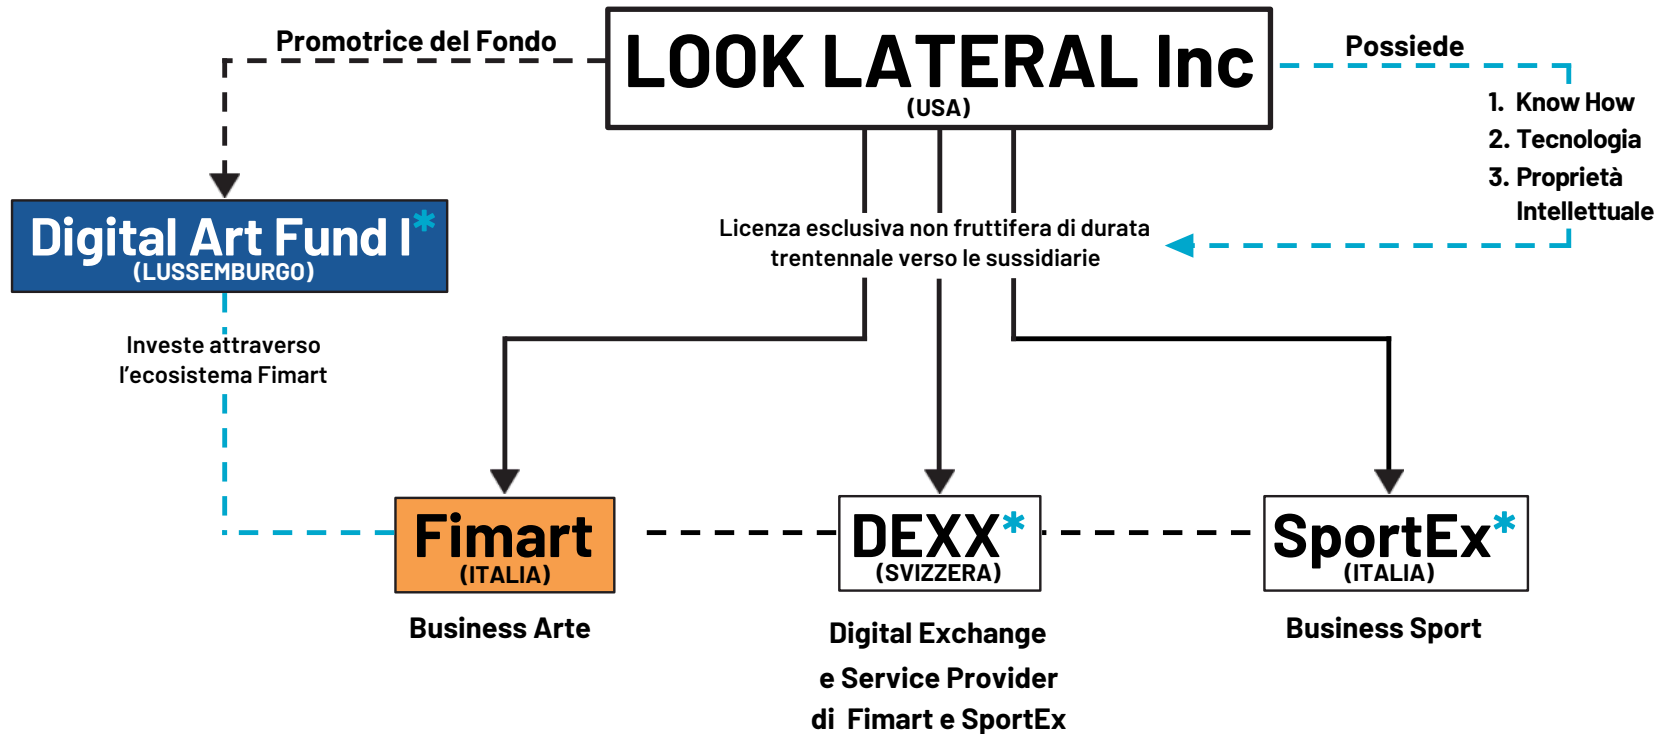 Promotrice del Fondo
LOOK LATERAL Inc
(USA)
Possiede
1. Know How
2. Tecnologia
3. Proprietà
Intellettuale
Digital Art Fund I*
(LUSSEMBURGO)
Licenza esclusiva non fruttifera di durata
trentennale verso le sussidiarie
Investe attraverso
l’ecosistema Fimart
Fimart
(ITALIA)
Business Arte
DEXX*
(SVIZZERA)
Digital Exchange
e Service Provider
di Fimart e SportEx
SportEx*
(ITALIA)
Business Sport